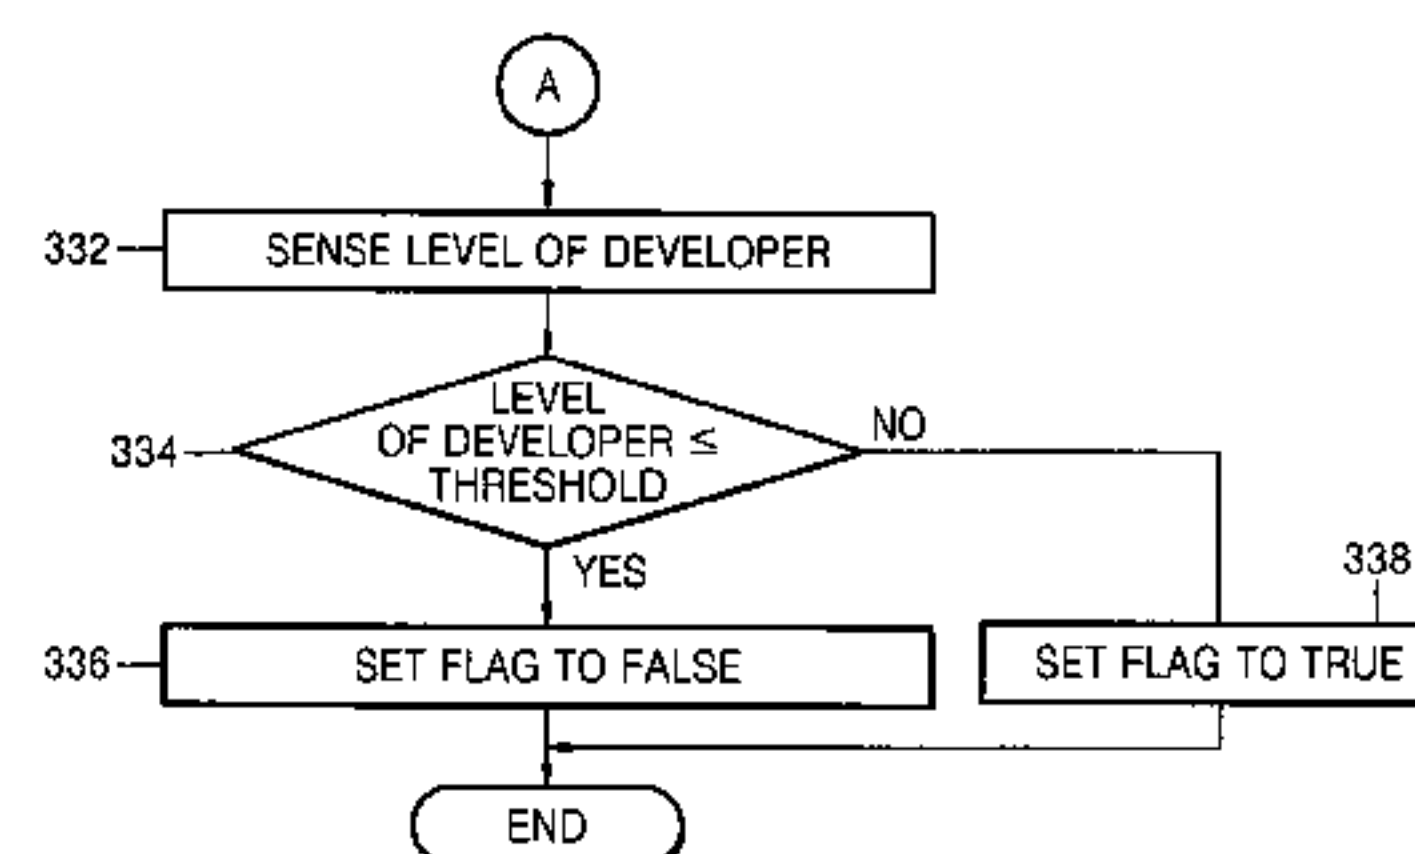 A
332
SENSE LEVEL OF DEVELOPER
LEVEL
OF DEVELOPER ≤
THRESHOLD
334
NO
YES
338
336
SET FLAG TO FALSE
SET FLAG TO TRUE
END